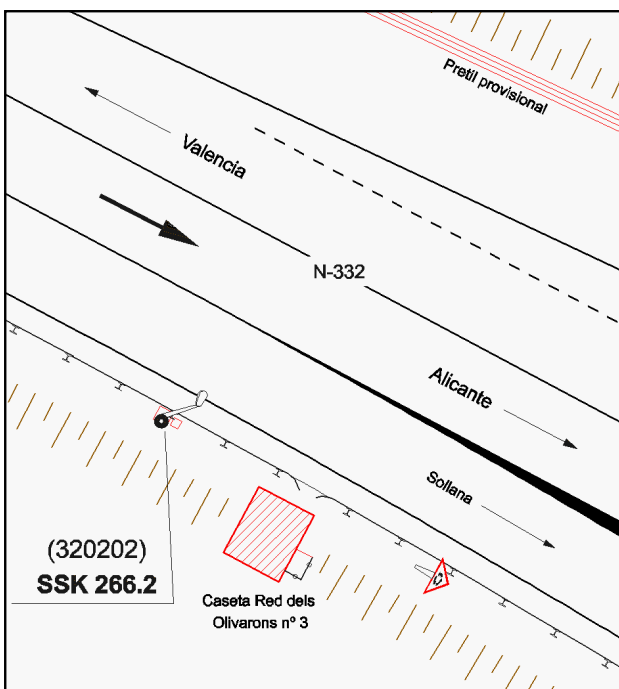 Pretil provisional
Valencia
N-332
Alicante
Sollana
(320202)
SSK 266.2
Caseta Red dels
Olivarons nº 3